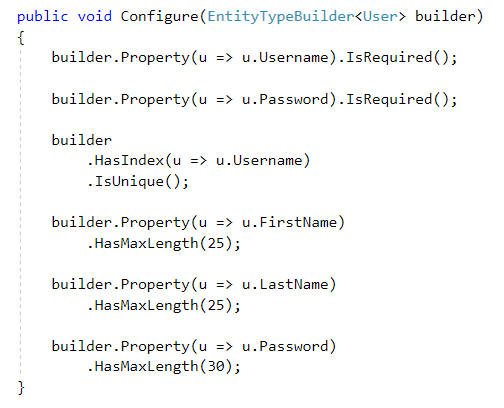 public void Configure(EntityTypeBuilder<User> builder)
{
    builder.Property(u => u.Username).IsRequired();
    builder.Property(u => u.Password).IsRequired();
    builder
        .HasIndex(u => u.Username)
        .IsUnique();
    builder.Property(u => u.FirstName)
        .HasMaxLength(25);
    builder.Property(u => u.LastName)
        .HasMaxLength(25);
    builder.Property(u => u.Password)
        .HasMaxLength(30);
}